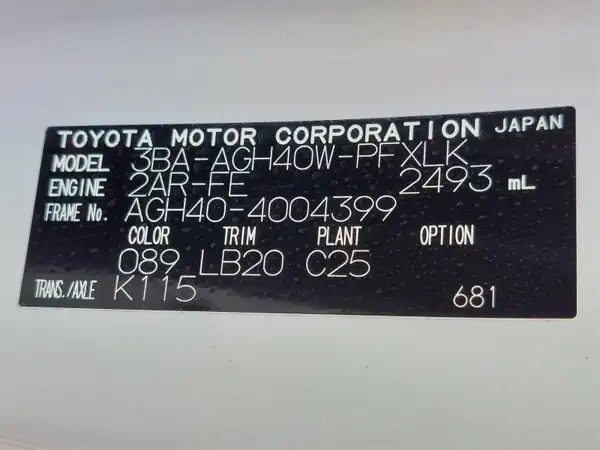 TOYOTA MOTOR CORPORATION JAPAN
MODEL 3BA-AGH40W-PFXLK
ENGINE 2AR-FE 2493 mL
FRAME No. AGH40-4004399
COLOR TRIM PLANT OPTION
089 LB20 C25
TRANS./AXLE K115
681